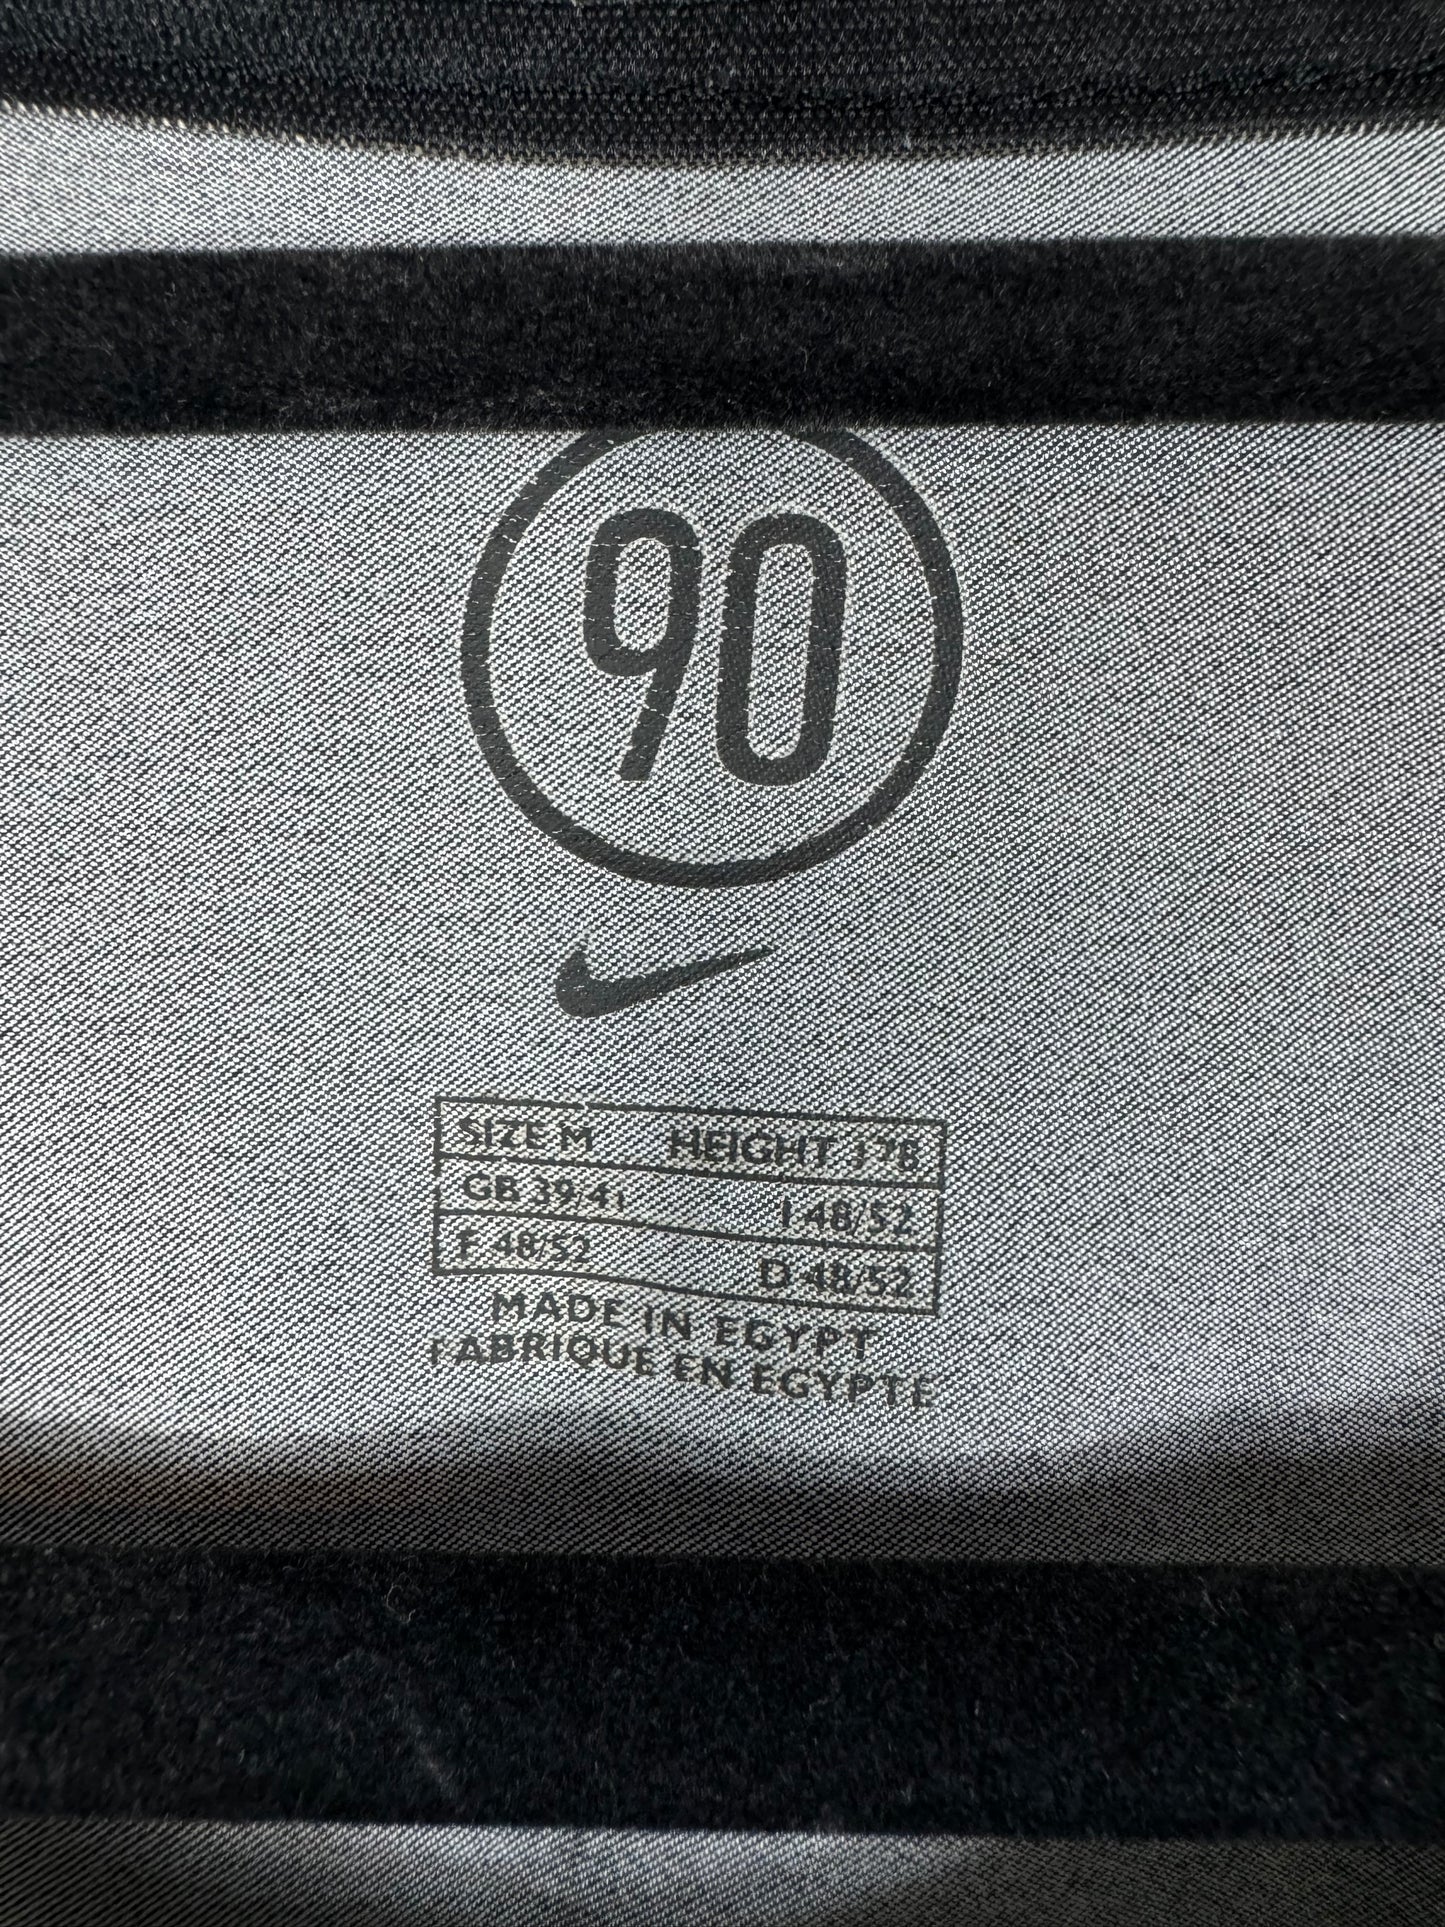 90
SIZE M HEIGHT 178
GB 39/41 I 48/52
F 48/52 D 48/52
MADE IN EGYPT
FABRIQUE EN EGYPTE